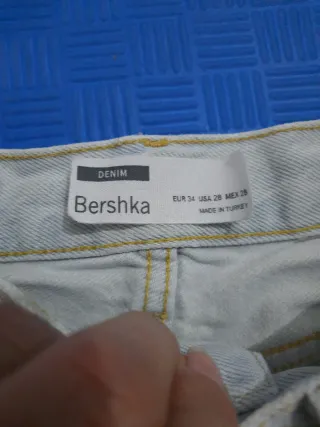 DENIM
Bershka
EUR 34 USA 26 MEX 26
MADE IN TURKEY